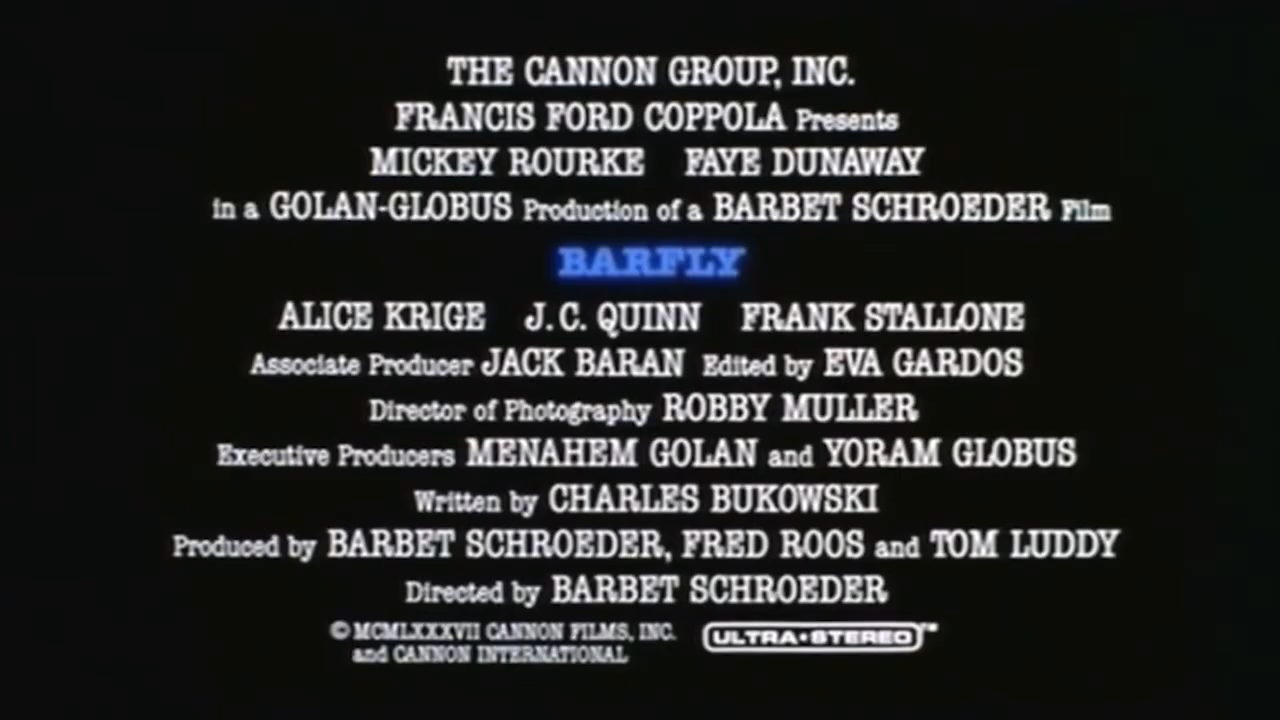 THE CANNON GROUP, INC.
FRANCIS FORD COPPOLA Presents
MICKEY ROURKE FAYE DUNAWAY
in a GOLAN-GLOBUS Production of a BARBET SCHROEDER Film
BARFLY
ALICE KRIGE J.C. QUINN FRANK STALLONE
Associate Producer JACK BARAN Edited by EVA GARDOS
Director of Photography ROBBY MULLER
Executive Producers MENAHEM GOLAN and YORAM GLOBUS
Written by CHARLES BUKOWSKI
Produced by BARBET SCHROEDER, FRED ROOS and TOM LUDDY
Directed by BARBET SCHROEDER
© MCMLXXXVII CANNON FILMS, INC.
and CANNON INTERNATIONAL
ULTRA•STEREO™